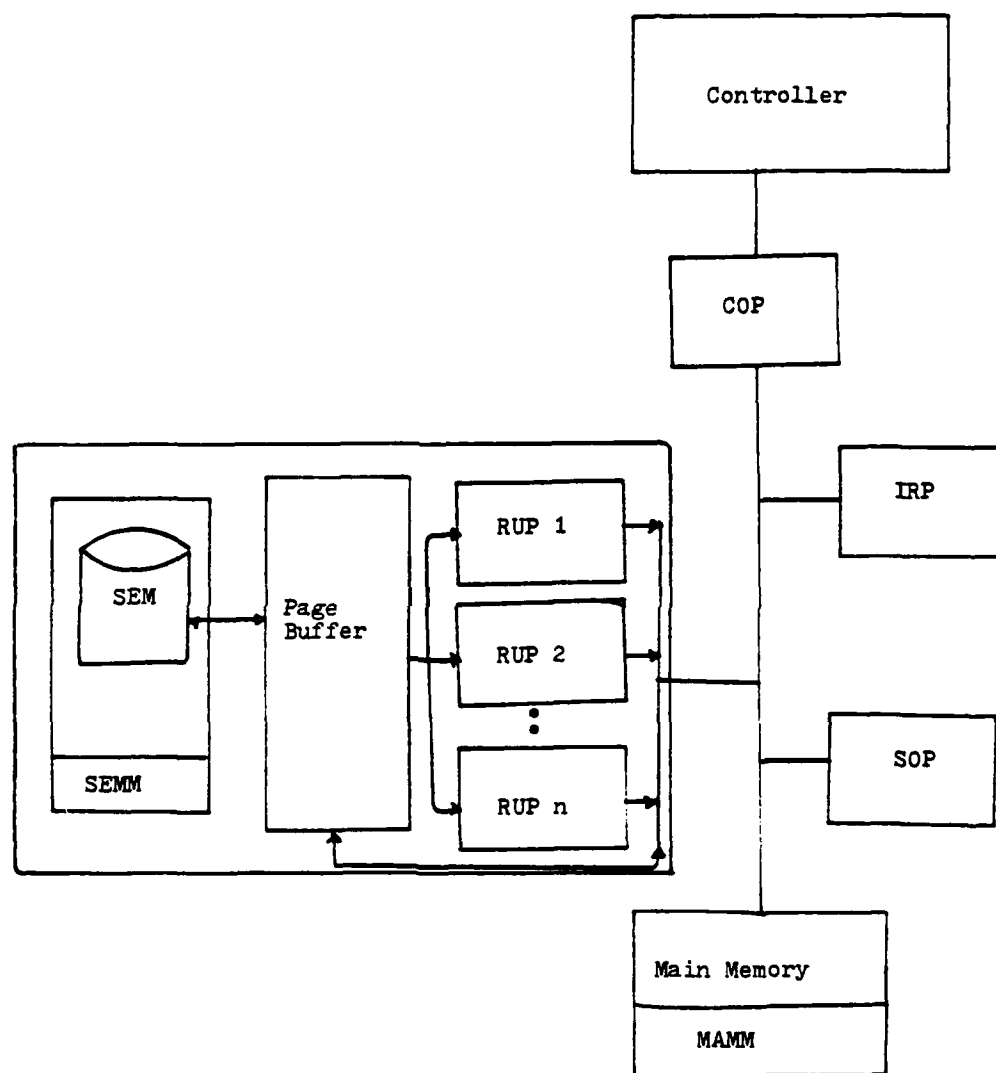 Controller
COP
IRP
RUP 1
SEM
Page
Buffer
RUP 2
RUP n
SEMM
SOP
Main Memory
MAMM